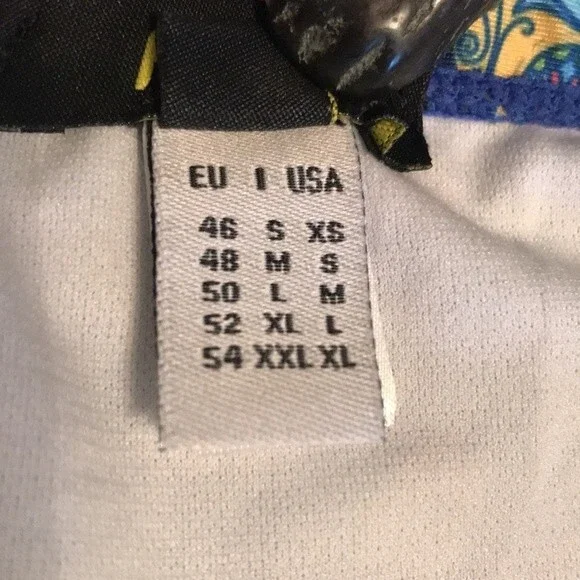 EU I USA
46 S XS
48 M S
50 L M
52 XL L
54 XXL XL